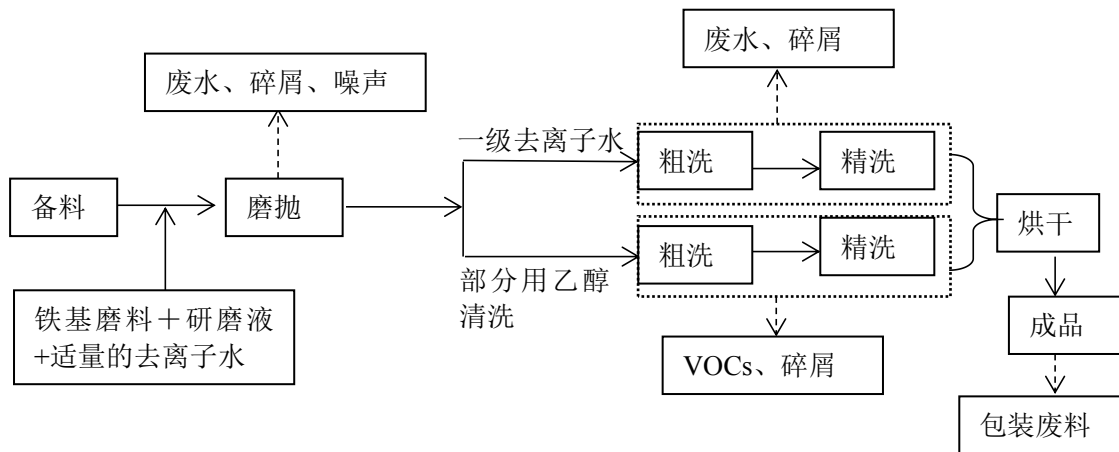 废水、碎屑
废水、碎屑、噪声
一级去离子水
粗洗
精洗
备料
磨抛
烘干
粗洗
精洗
部分用乙醇
清洗
铁基磨料＋研磨液
+适量的去离子水
成品
VOCs、碎屑
包装废料